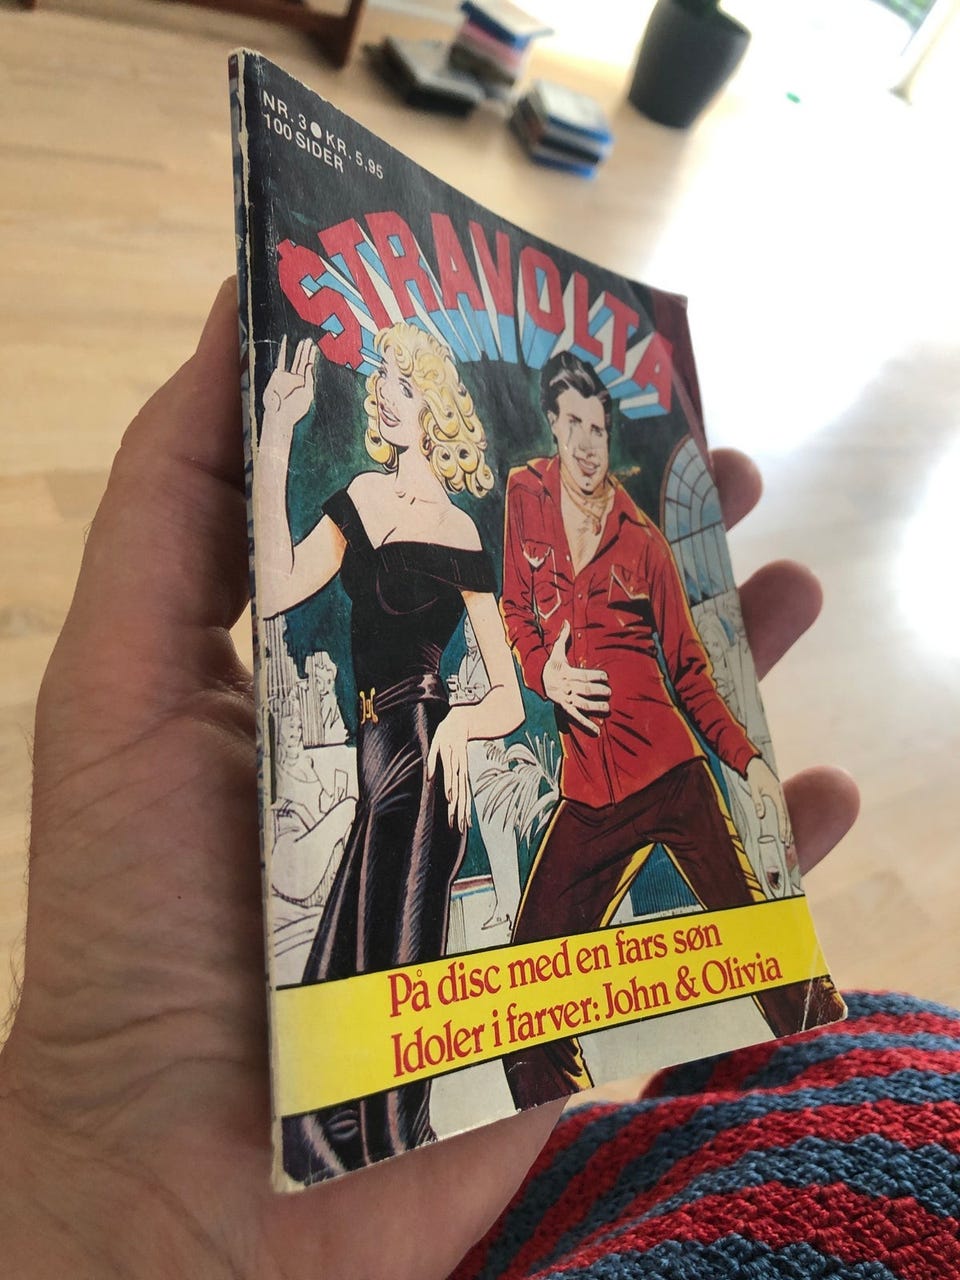 NR. 3 ● KR. 5,95
100 SIDER
STRAVOLTA
På disc med en fars søn
Idoler i farver: John & Olivia